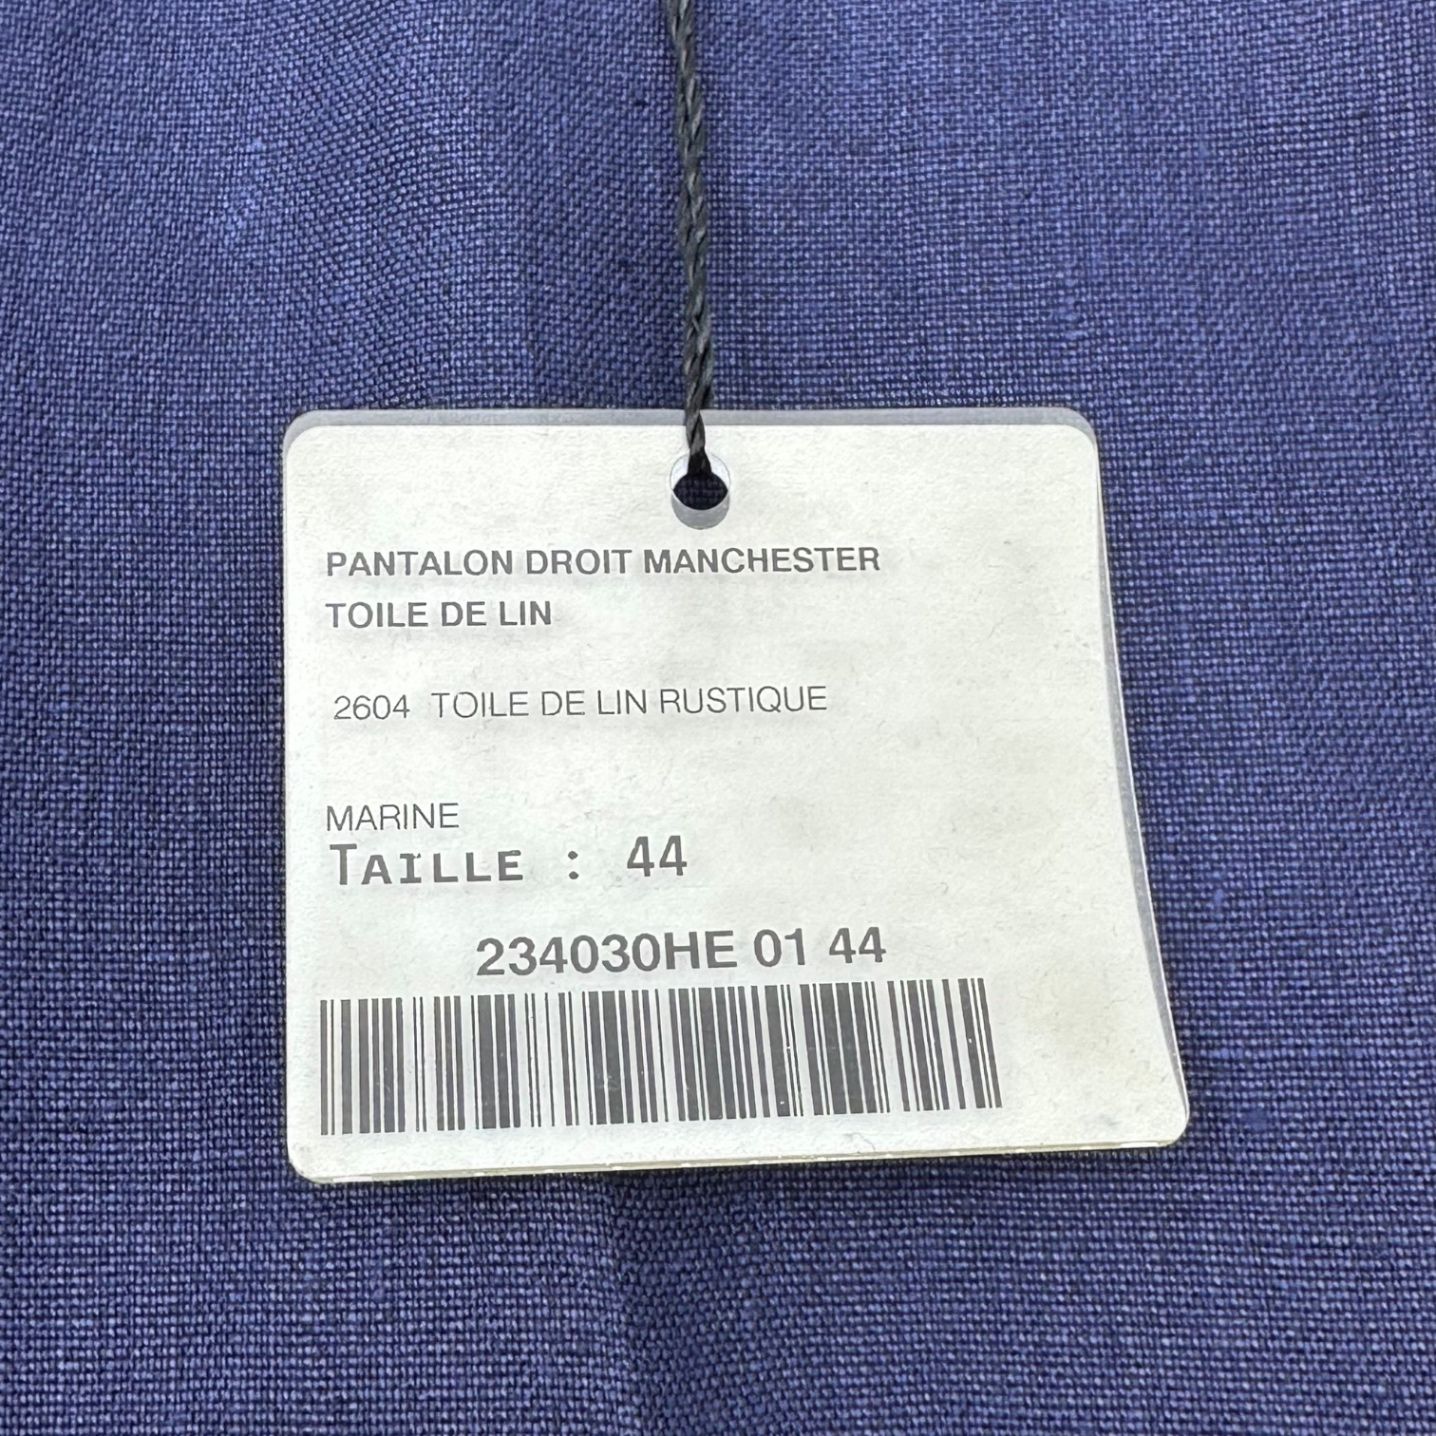 PANTALON DROIT MANCHESTER
TOILE DE LIN
2604 TOILE DE LIN RUSTIQUE
MARINE
TAILLE : 44
234030HE 01 44